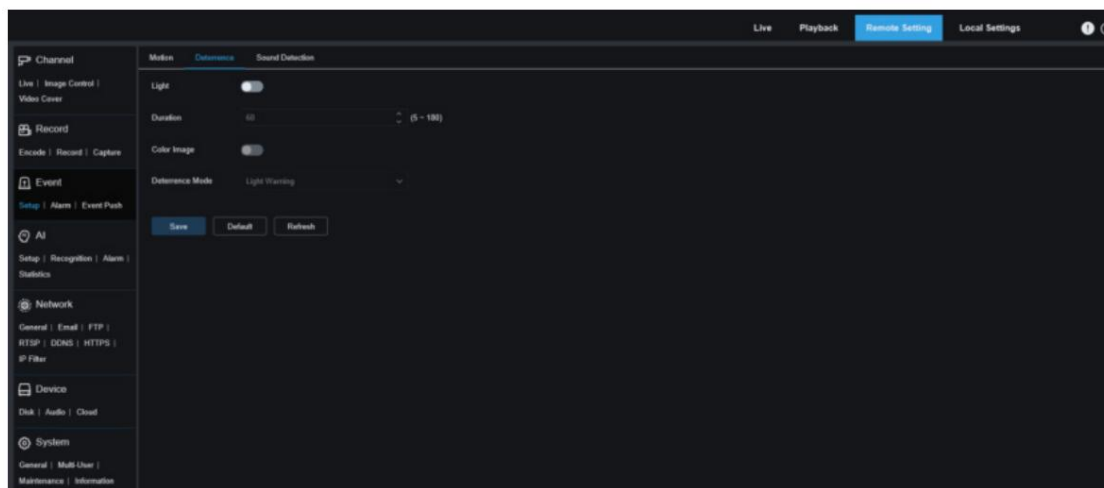 Live Playback Remote Setting Local Settings
Channel
Live | Image Control |
Video Cover
Record
Encode | Record | Capture
Event
Setup | Alarm | Event Push
AI
Setup | Recognition | Alarm |
Statistics
Network
General | Email | FTP |
RTSP | DDNS | HTTPS |
IP Filter
Device
Disk | Audio | Cloud
System
General | Multi-User |
Maintenance | Information
Motion Deterrence Sound Detection
Light
Duration 60 (5 ~ 180)
Color Image
Deterrence Mode Light Warning
Save Default Refresh